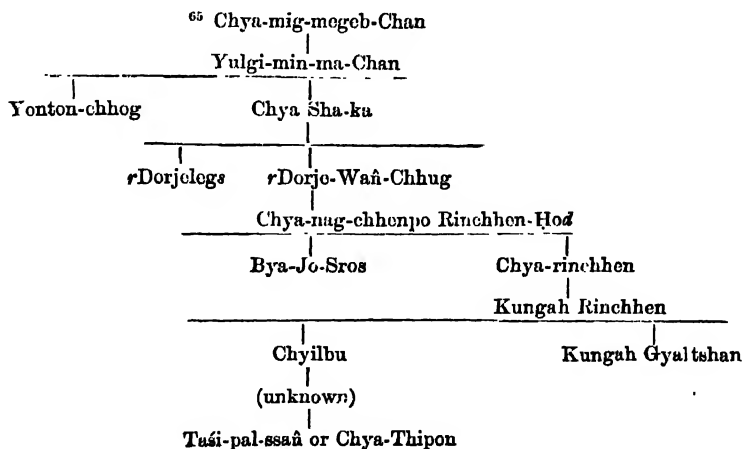 65 Chya-mig-megeb-Chan
Yulgi-min-ma-Chan
Yonton-chhog Chya Sha-ka
rDorjelegs rDorje-Wañ-Chhug
Chya-nag-chhenpo Rinchhen-Ḥod
Bya-Jo-Sros Chya-rinchhen
Kungah Rinchhen
Chyilbu Kungah Gyaltshan
(unknown)
Taśi-pal-ssañ or Chya-Thipon